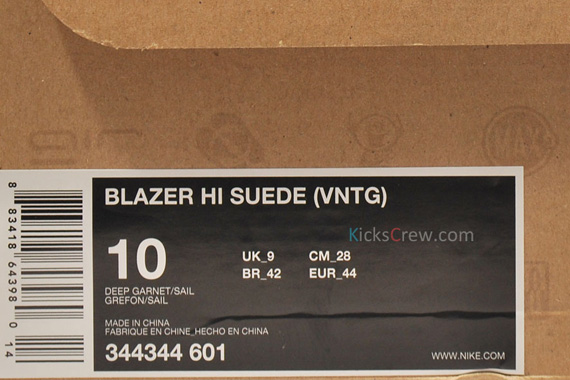 BLAZER HI SUEDE (VNTG)
KicksCrew.com
10
UK_9 CM_28
BR_42 EUR_44
DEEP GARNET/SAIL
GREFON/SAIL
MADE IN CHINA
FABRIQUE EN CHINE_HECHO EN CHINA
344344 601
WWW.NIKE.COM
8 83418 64398 0 14